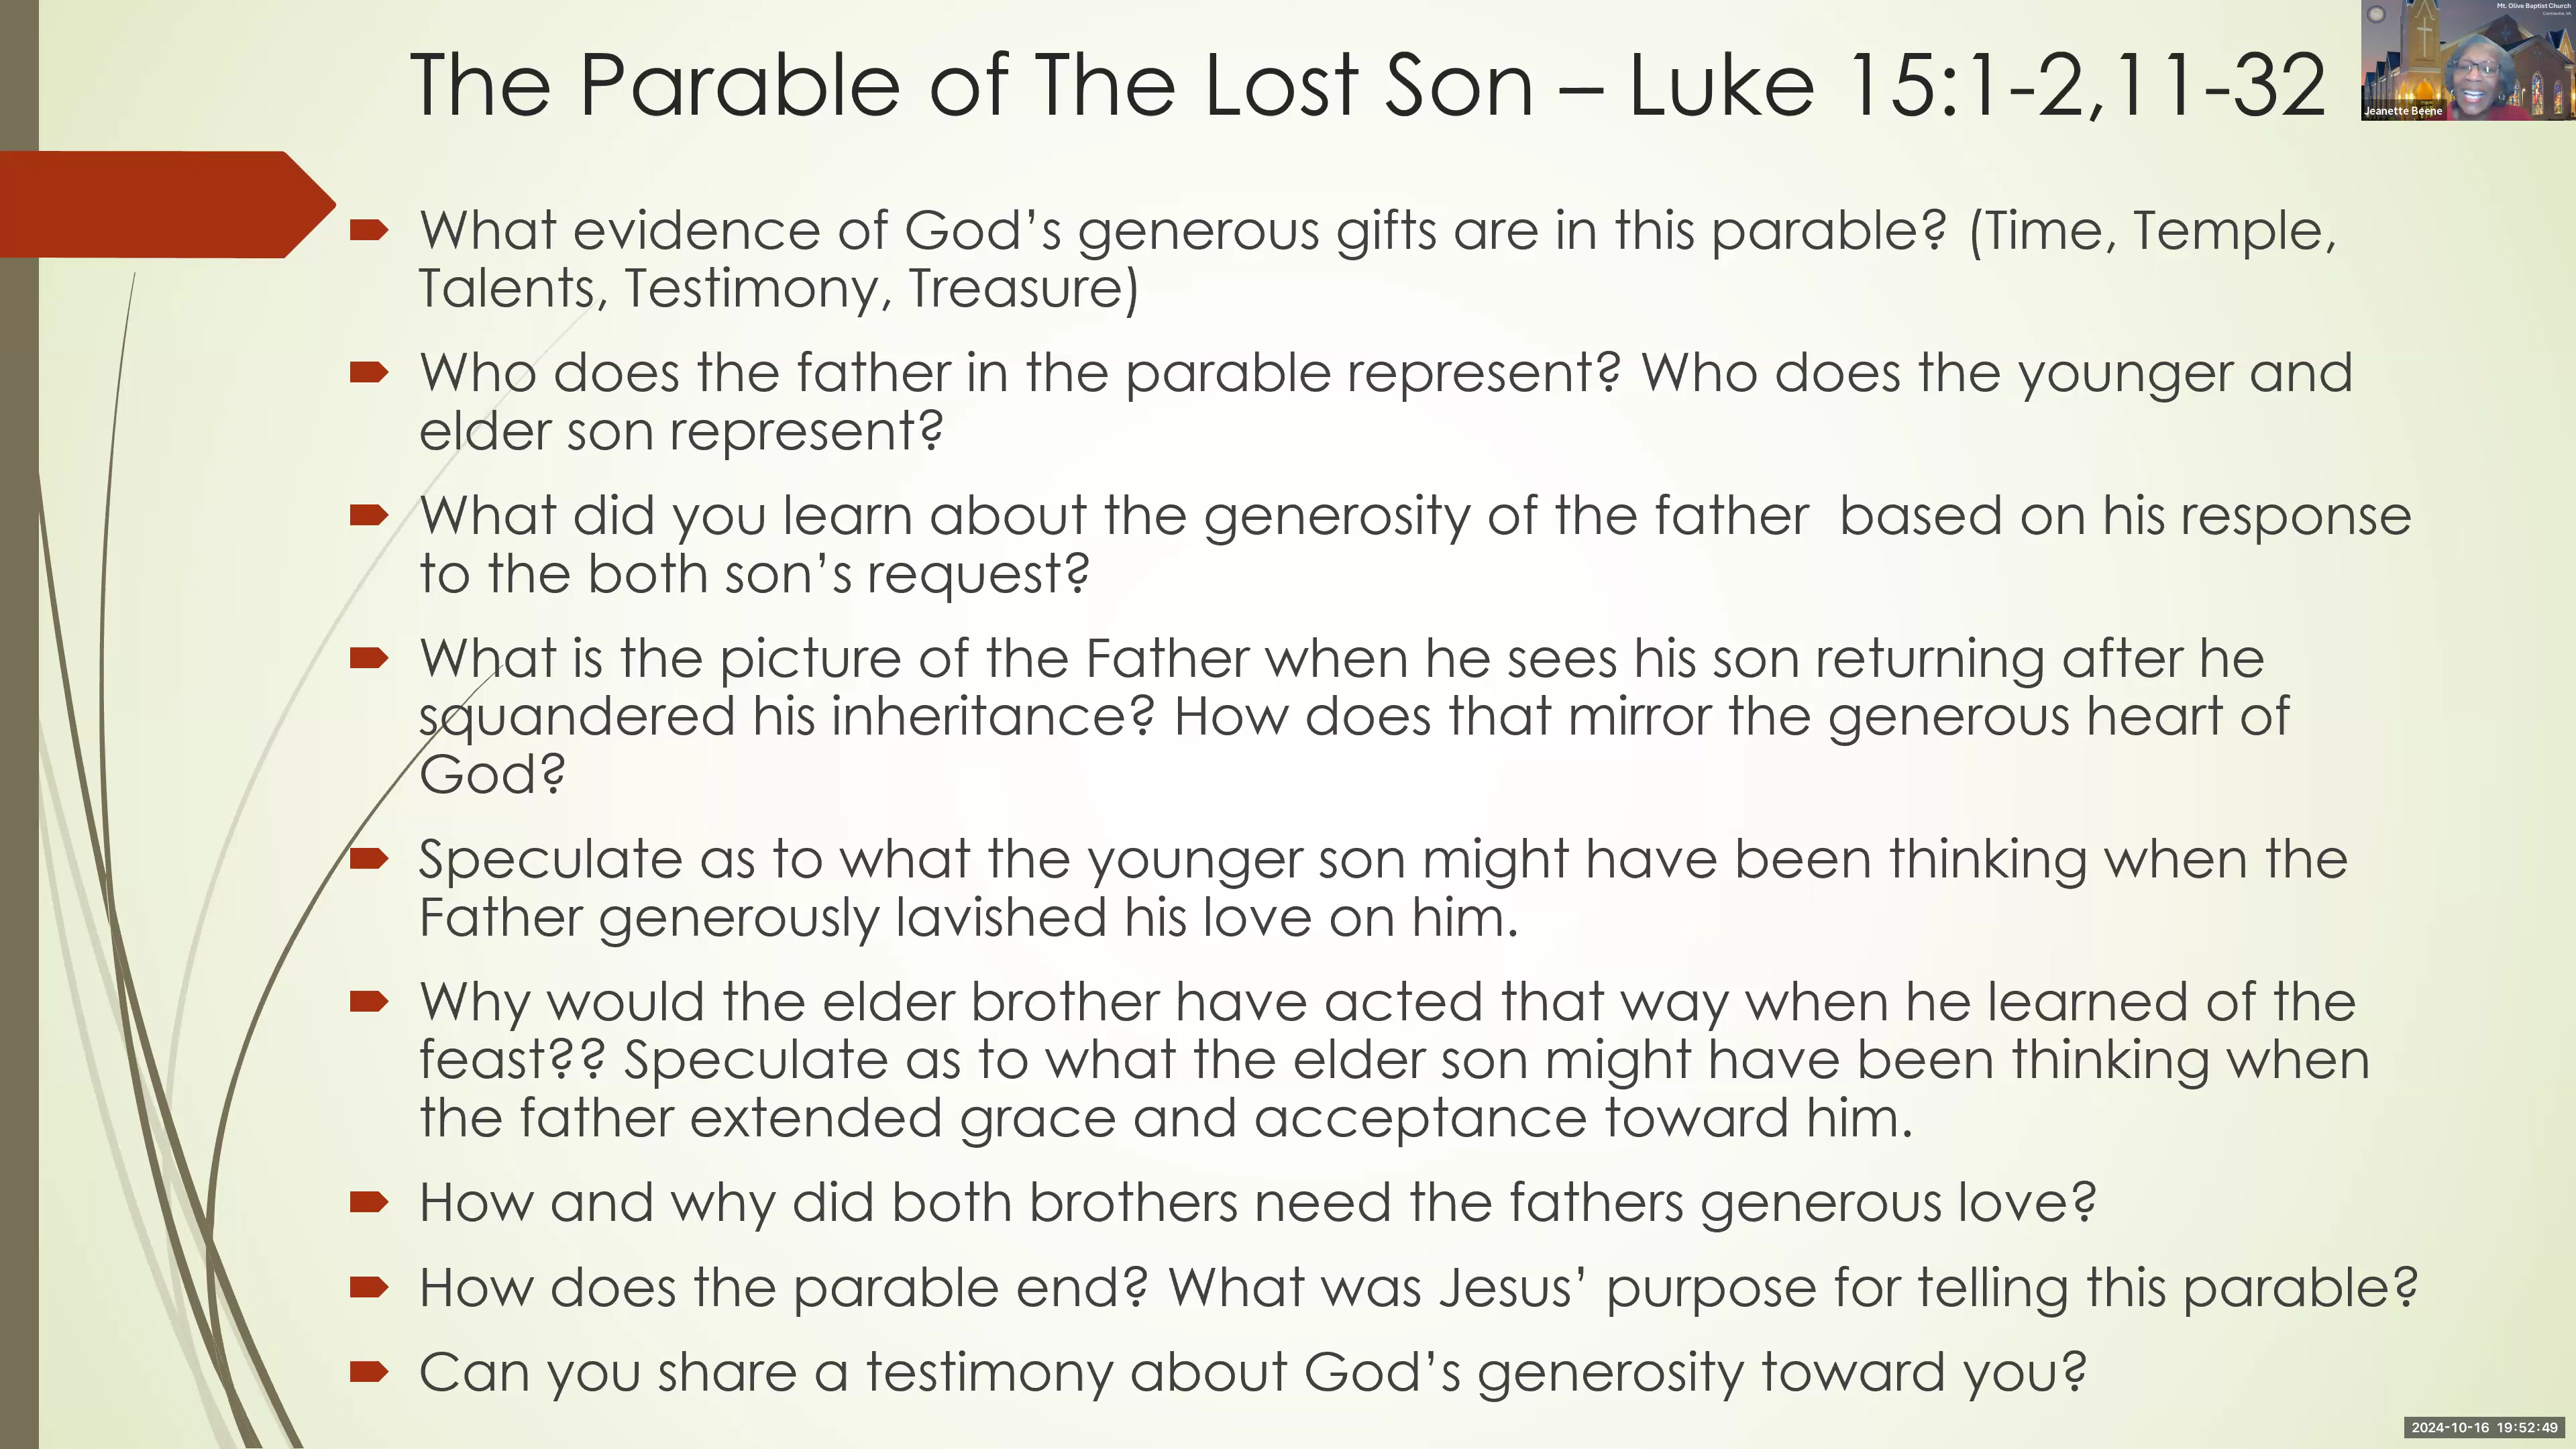 The Parable of The Lost Son – Luke 15:1-2,11-32
Mt. Olive Baptist Church
Jeanette Beene
What evidence of God’s generous gifts are in this parable? (Time, Temple,
Talents, Testimony, Treasure)
Who does the father in the parable represent? Who does the younger and
elder son represent?
What did you learn about the generosity of the father  based on his response
to the both son’s request?
What is the picture of the Father when he sees his son returning after he
squandered his inheritance? How does that mirror the generous heart of
God?
Speculate as to what the younger son might have been thinking when the
Father generously lavished his love on him.
Why would the elder brother have acted that way when he learned of the
feast?? Speculate as to what the elder son might have been thinking when
the father extended grace and acceptance toward him.
How and why did both brothers need the fathers generous love?
How does the parable end? What was Jesus’ purpose for telling this parable?
Can you share a testimony about God’s generosity toward you?
2024-10-16 19:52:49